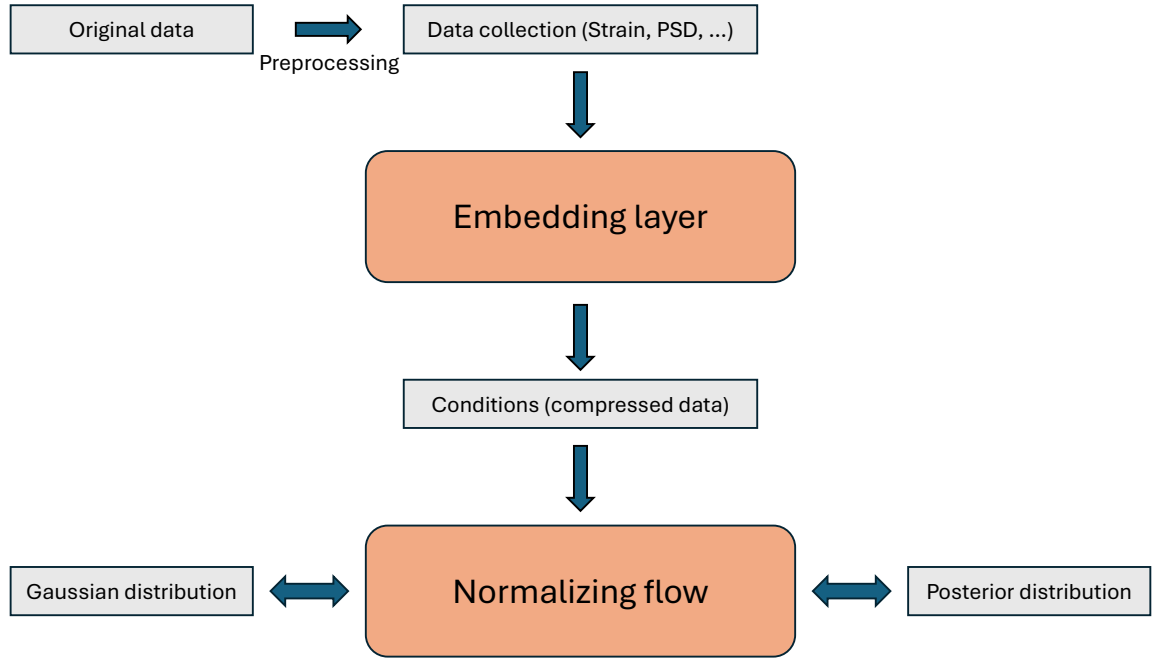 Original data
Preprocessing
Data collection (Strain, PSD, ...)
Embedding layer
Conditions (compressed data)
Gaussian distribution
Normalizing flow
Posterior distribution